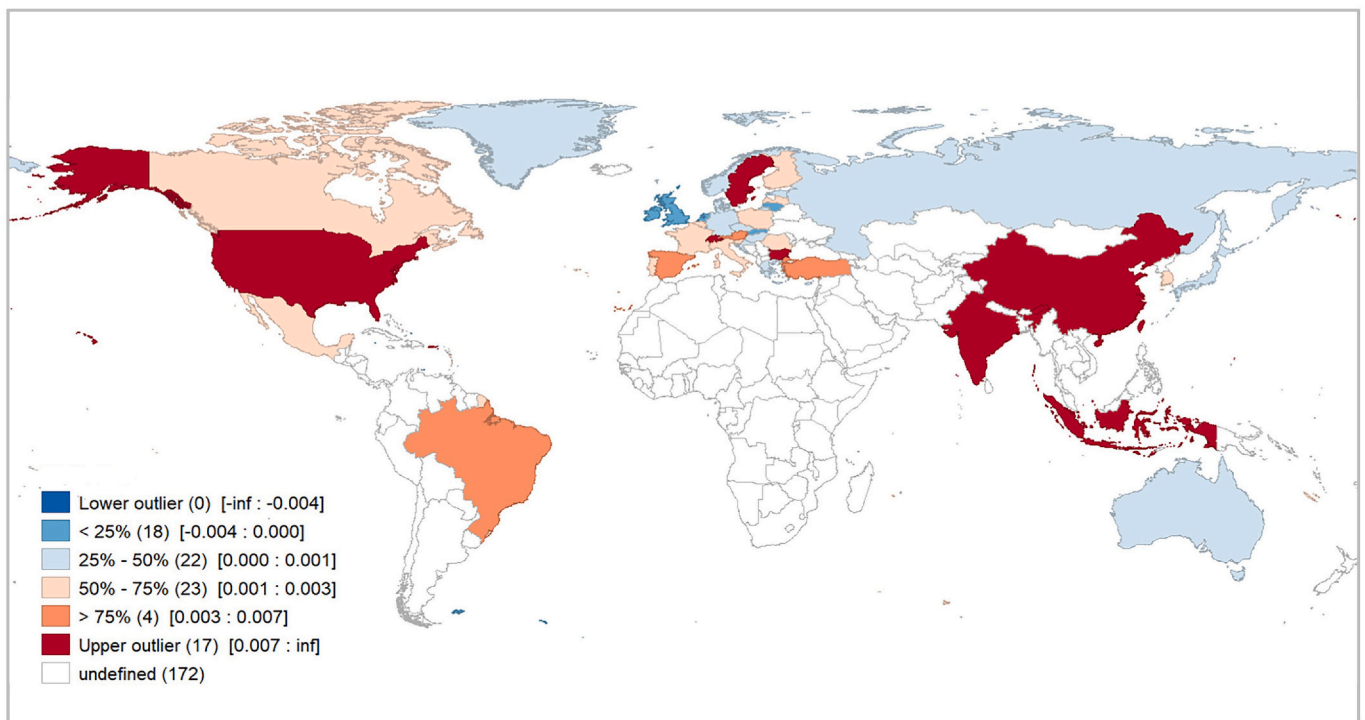 Lower outlier (0) [-inf : -0.004]
< 25% (18) [-0.004 : 0.000]
25% - 50% (22) [0.000 : 0.001]
50% - 75% (23) [0.001 : 0.003]
> 75% (4) [0.003 : 0.007]
Upper outlier (17) [0.007 : inf]
undefined (172)